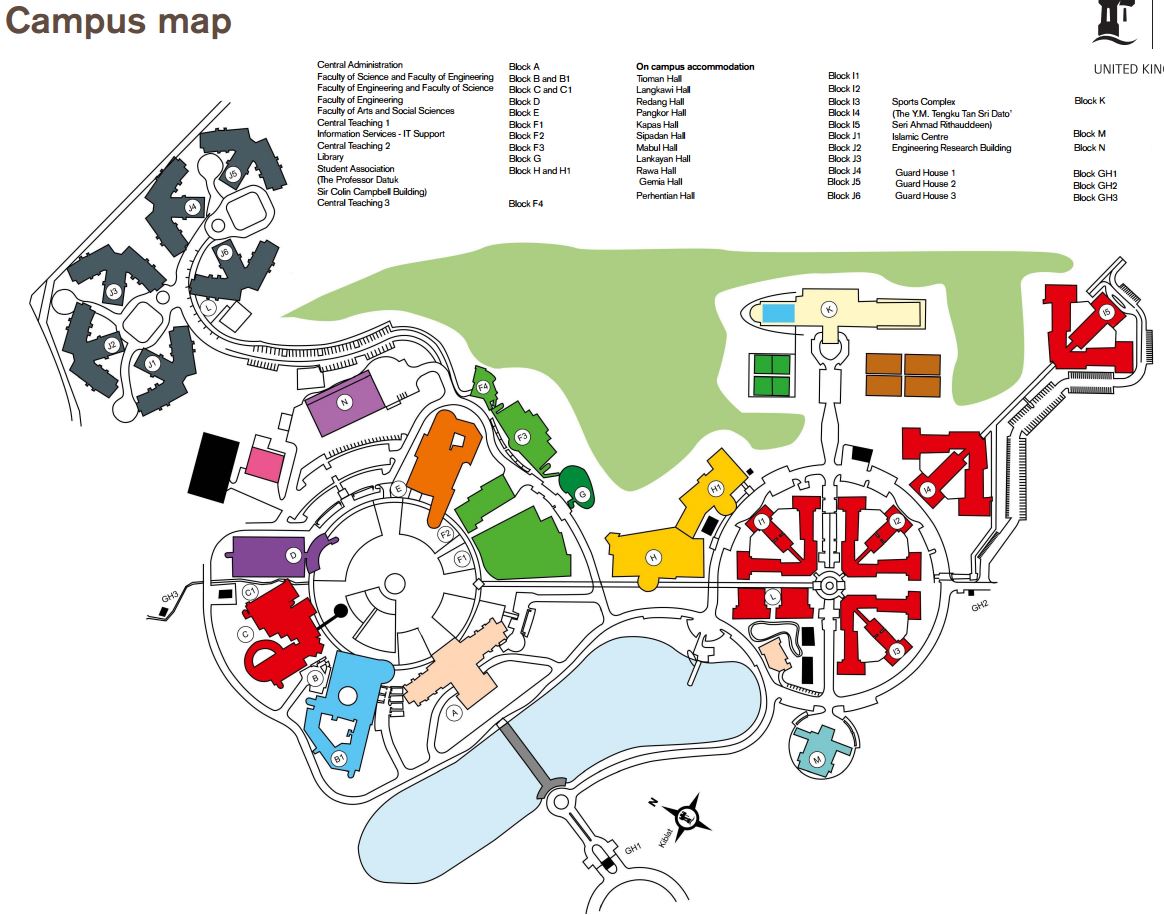 Campus map
UNITED KIN
Central Administration Block A
Faculty of Science and Faculty of Engineering Block B and B1
Faculty of Engineering and Faculty of Science Block C and C1
Faculty of Engineering Block D
Faculty of Arts and Social Sciences Block E
Central Teaching 1 Block F1
Information Services - IT Support Block F2
Central Teaching 2 Block F3
Library Block G
Student Association Block H and H1
(The Professor Datuk
Sir Colin Campbell Building)
Central Teaching 3 Block F4
On campus accommodation
Tioman Hall Block I1
Langkawi Hall Block I2
Redang Hall Block I3
Pangkor Hall Block I4
Kapas Hall Block I5
Sipadan Hall Block J1
Mabul Hall Block J2
Lankayan Hall Block J3
Rawa Hall Block J4
Gemia Hall Block J5
Perhentian Hall Block J6
Sports Complex Block K
(The Y.M. Tengku Tan Sri Dato'
Seri Ahmad Rithauddeen)
Islamic Centre Block M
Engineering Research Building Block N
Guard House 1 Block GH1
Guard House 2 Block GH2
Guard House 3 Block GH3
J5
J4
J6
J3
L
J2
J1
K
I5
N
F4
F3
E
G
H1
I4
I1
I2
F2
F1
D
H
C1
GH3
L
GH2
C
I3
B
A
B1
M
N
Kiblat
GH1